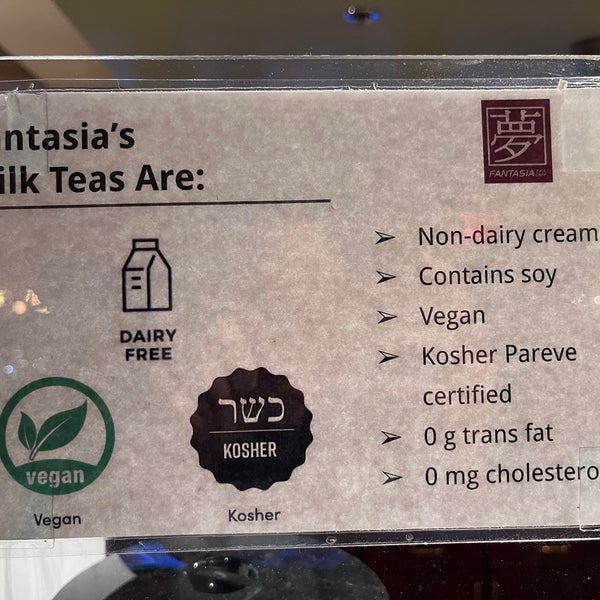 antasia's
ilk Teas Are:
夢
FANTASIA
➢ Non-dairy cream
➢ Contains soy
➢ Vegan
➢ Kosher Pareve
certified
➢ 0 g trans fat
➢ 0 mg cholestero
DAIRY
FREE
vegan
Vegan
כשר
KOSHER
Kosher